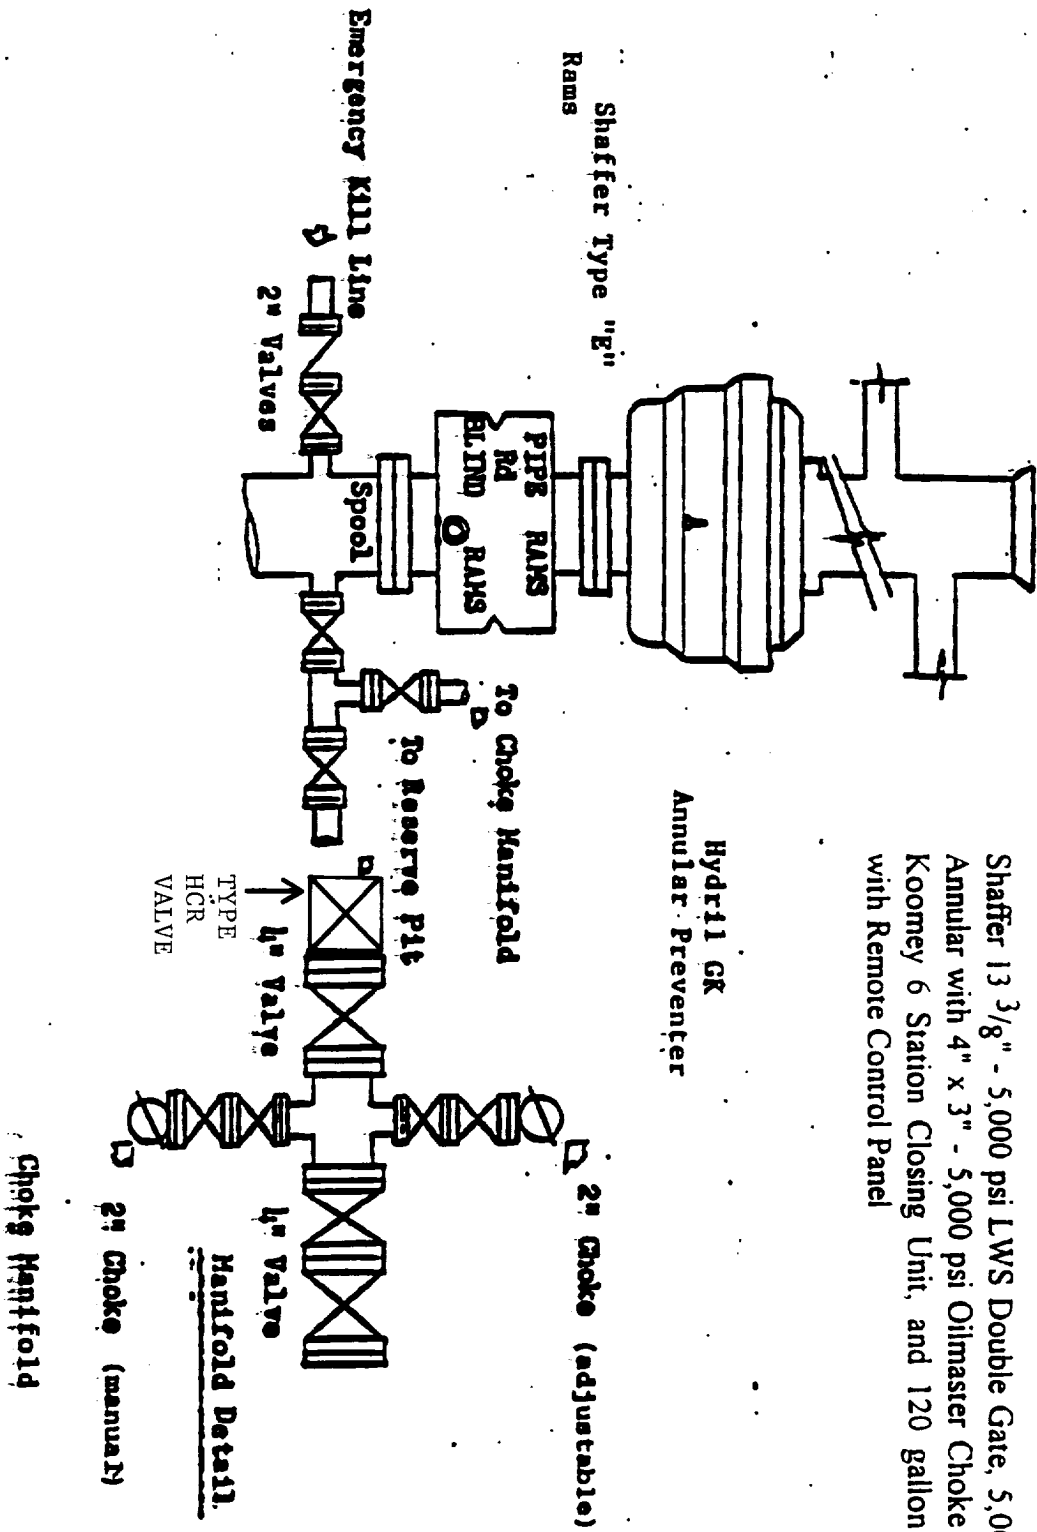 Shaffer 13 3/8" - 5,000 psi LWS Double Gate,
Annular with 4" x 3" - 5,000 psi Oilmaster Choke
Koomey 6 Station Closing Unit, and 120 gallon
with Remote Control Panel
Hydril GK
Annular Preventer
Shaffer Type "E"
Rams
PIPE RAMS
Rd
BLIND RAMS
Spool
Emergency Kill Line
2" Valves
To Choke Manifold
To Reserve Pit
TYPE
HCR
VALVE
4" Valve
4" Valve
2" Choke (adjustable)
Manifold Detail
2" Choke (manual)
Choke Manifold